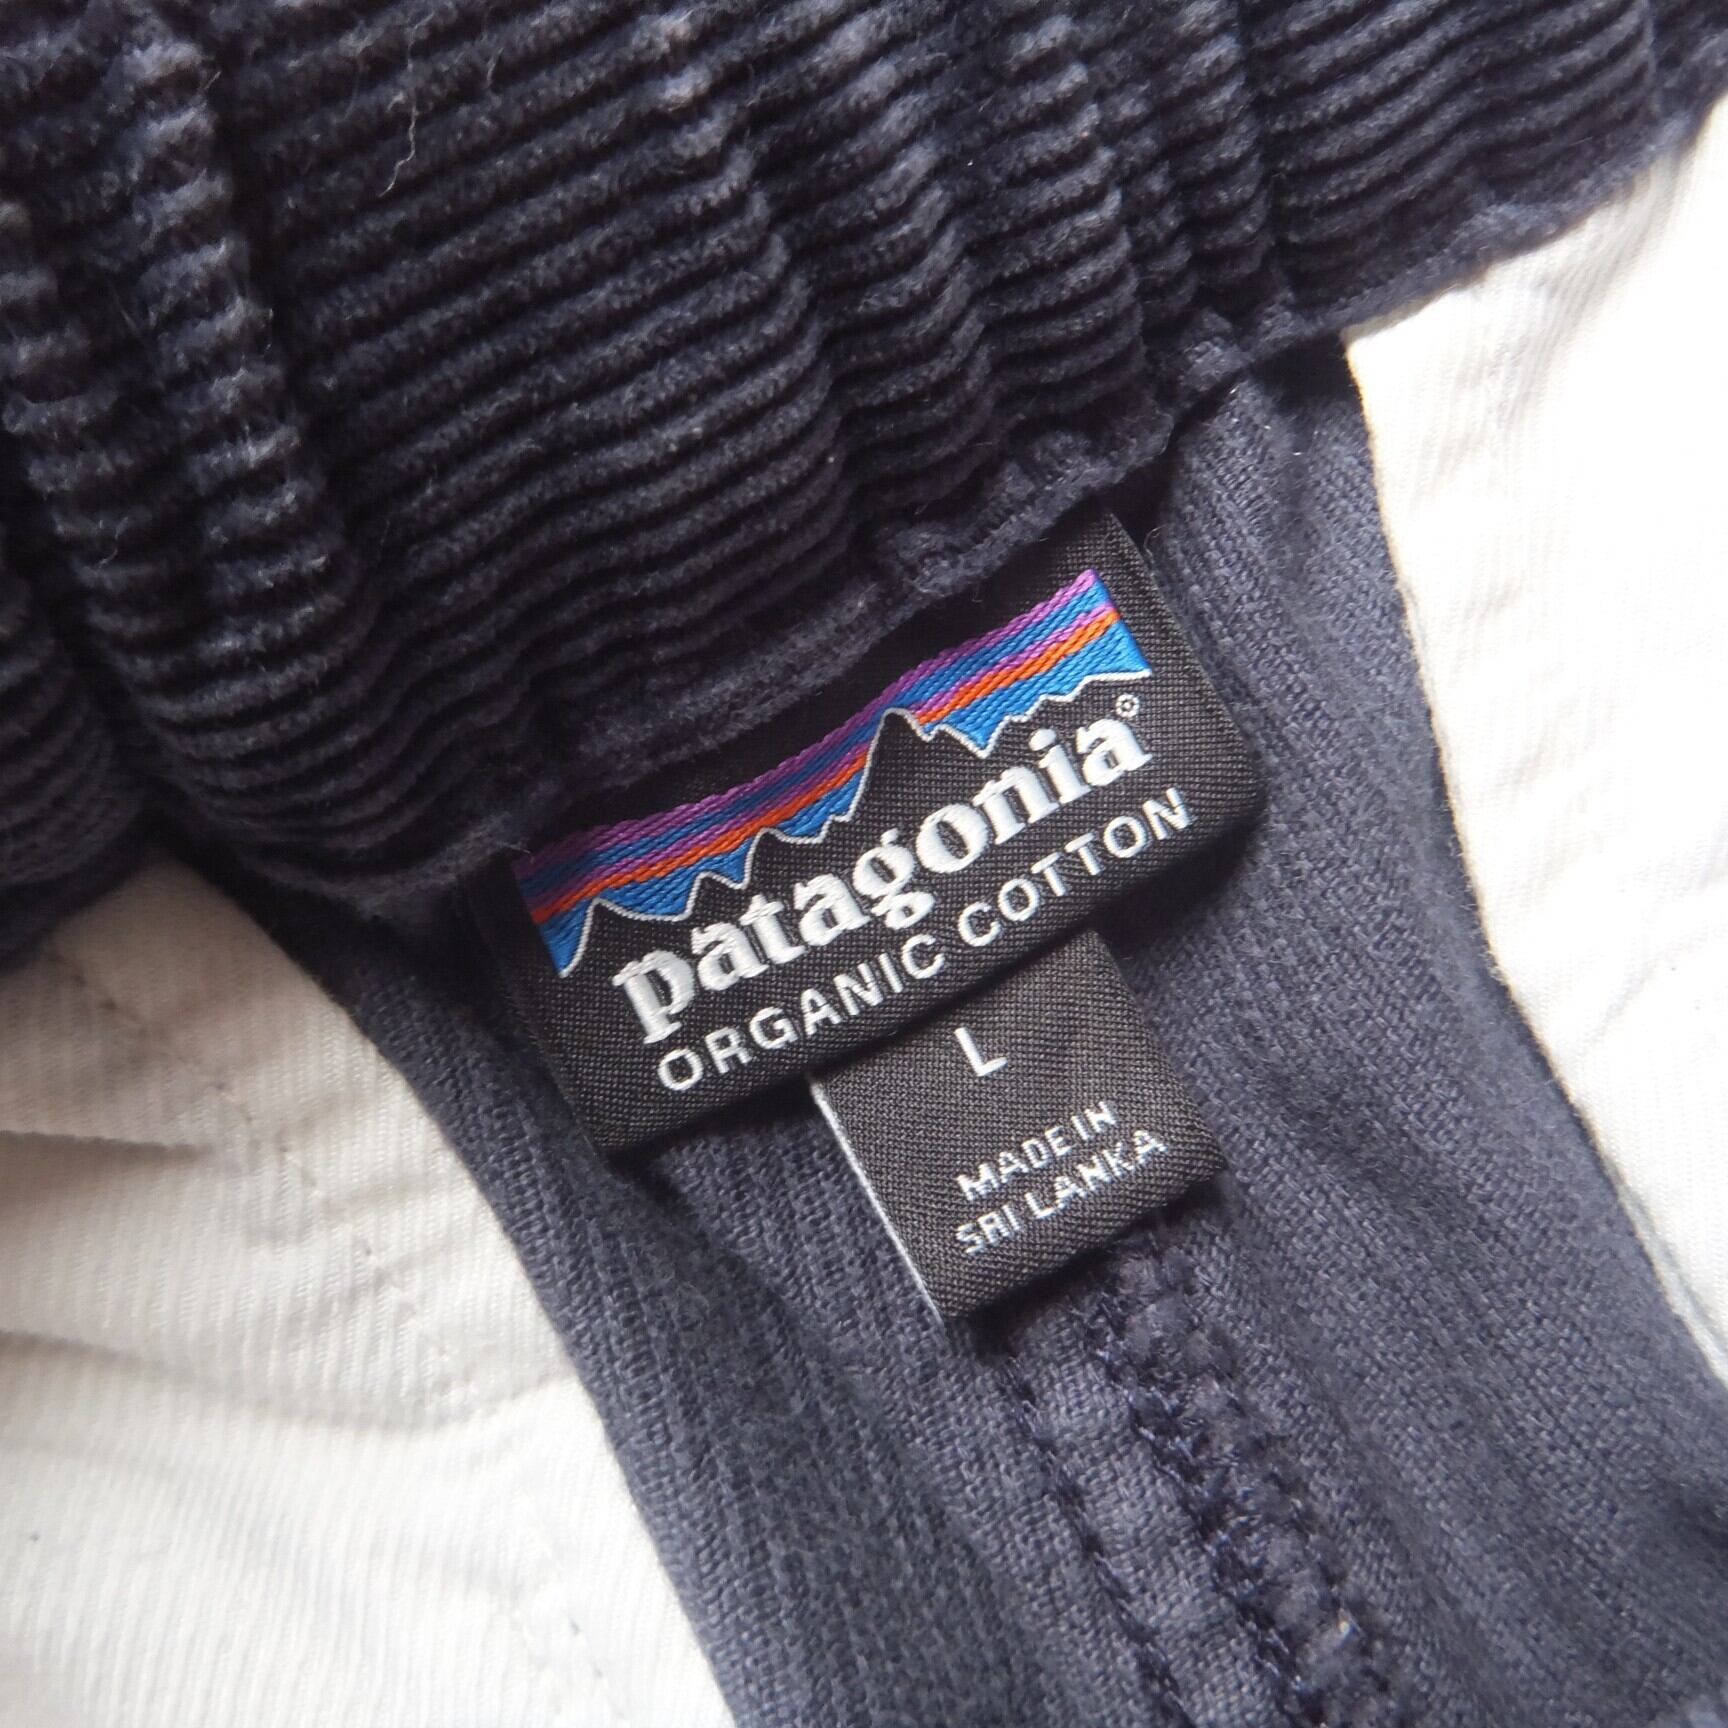 patagonia®
ORGANIC COTTON
L
MADE IN
SRI LANKA